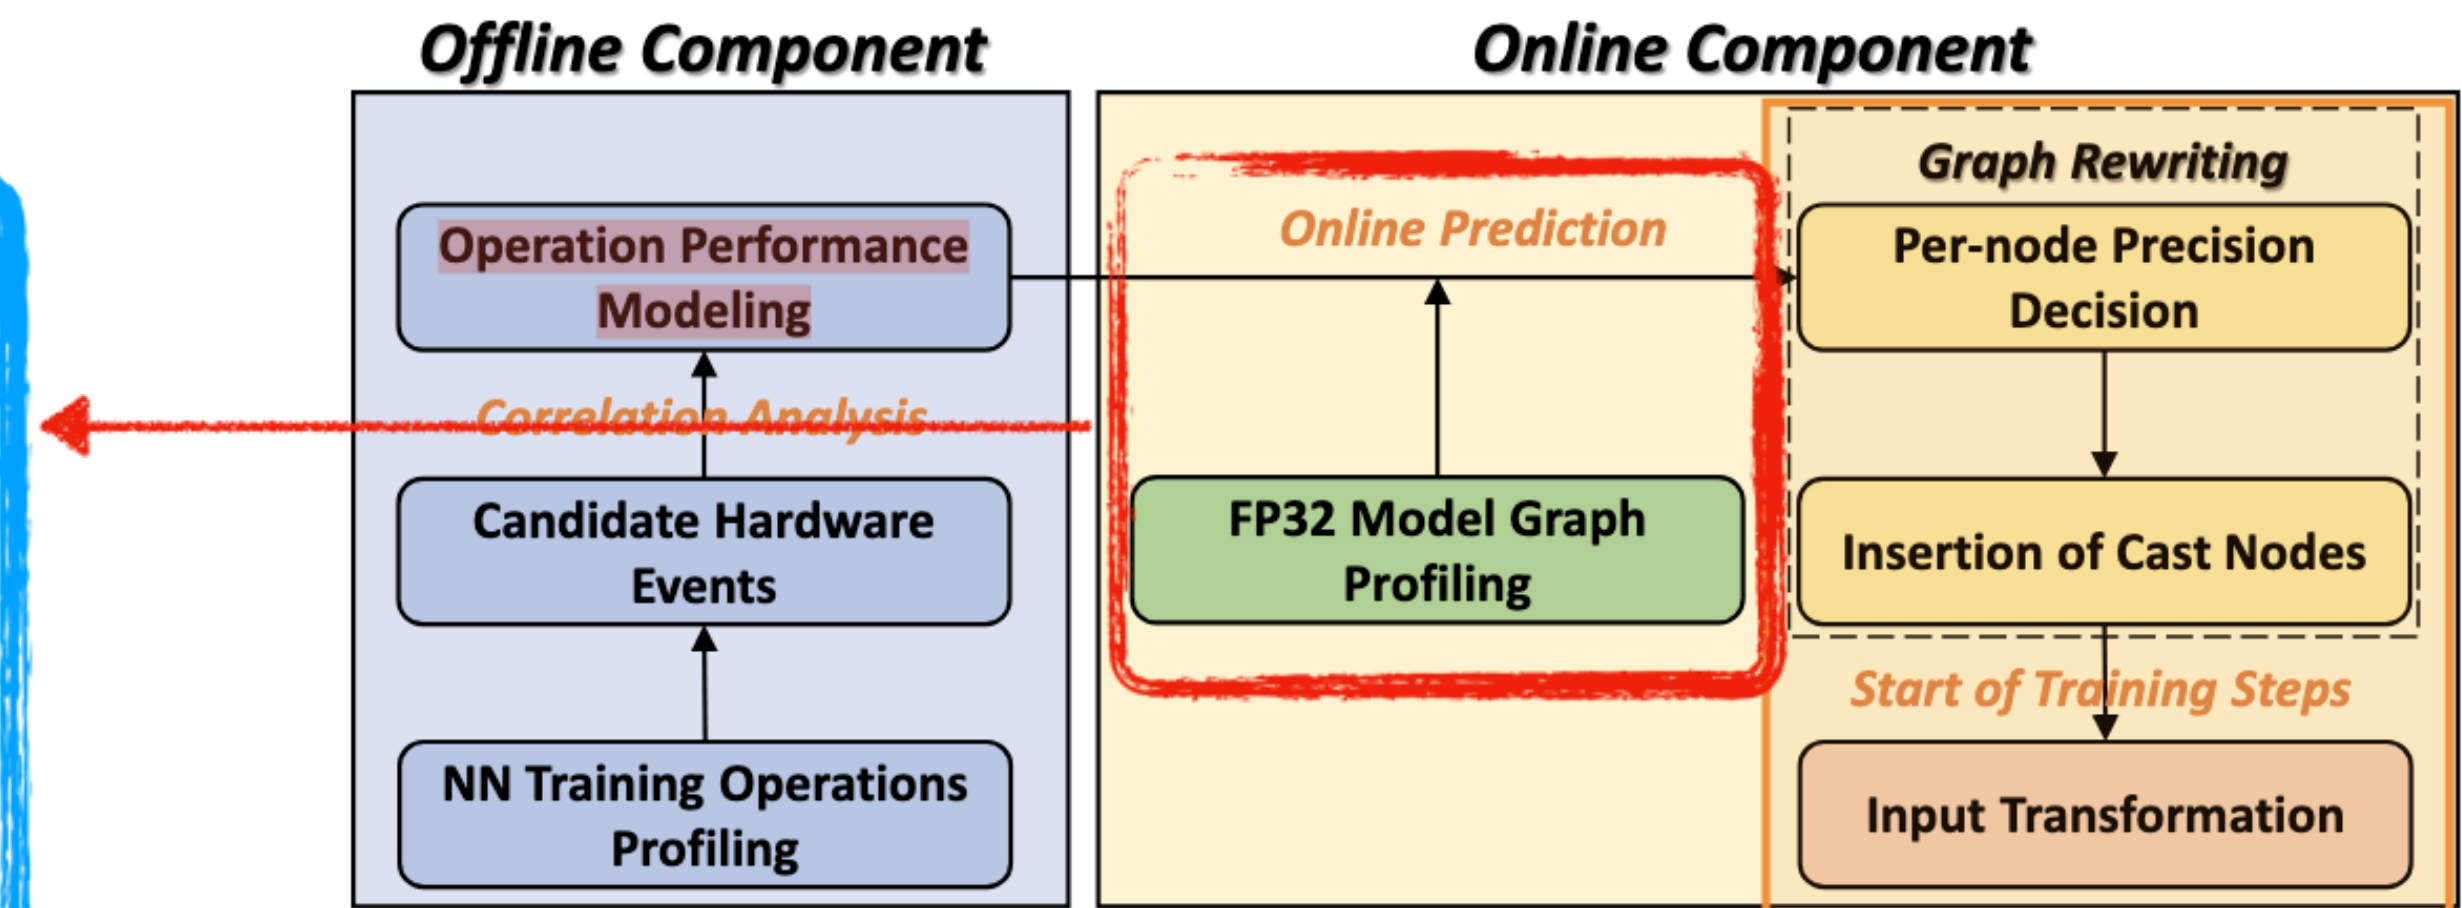 Offline Component
Operation Performance
Modeling
Correlation Analysis
Candidate Hardware
Events
NN Training Operations
Profiling
Online Component
Online Prediction
FP32 Model Graph
Profiling
Graph Rewriting
Per-node Precision
Decision
Insertion of Cast Nodes
Start of Training Steps
Input Transformation